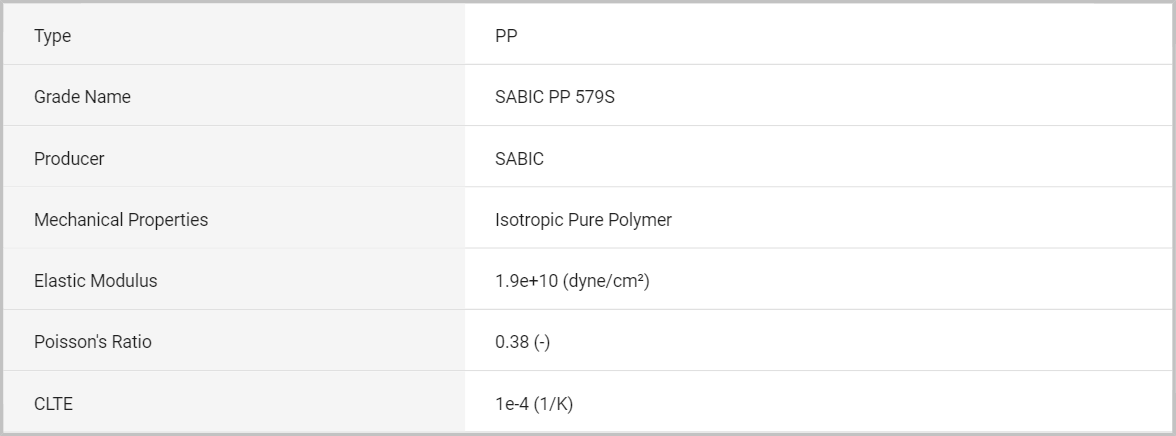 Type PP
Grade Name SABIC PP 579S
Producer SABIC
Mechanical Properties Isotropic Pure Polymer
Elastic Modulus 1.9e+10 (dyne/cm²)
Poisson's Ratio 0.38 (-)
CLTE 1e-4 (1/K)